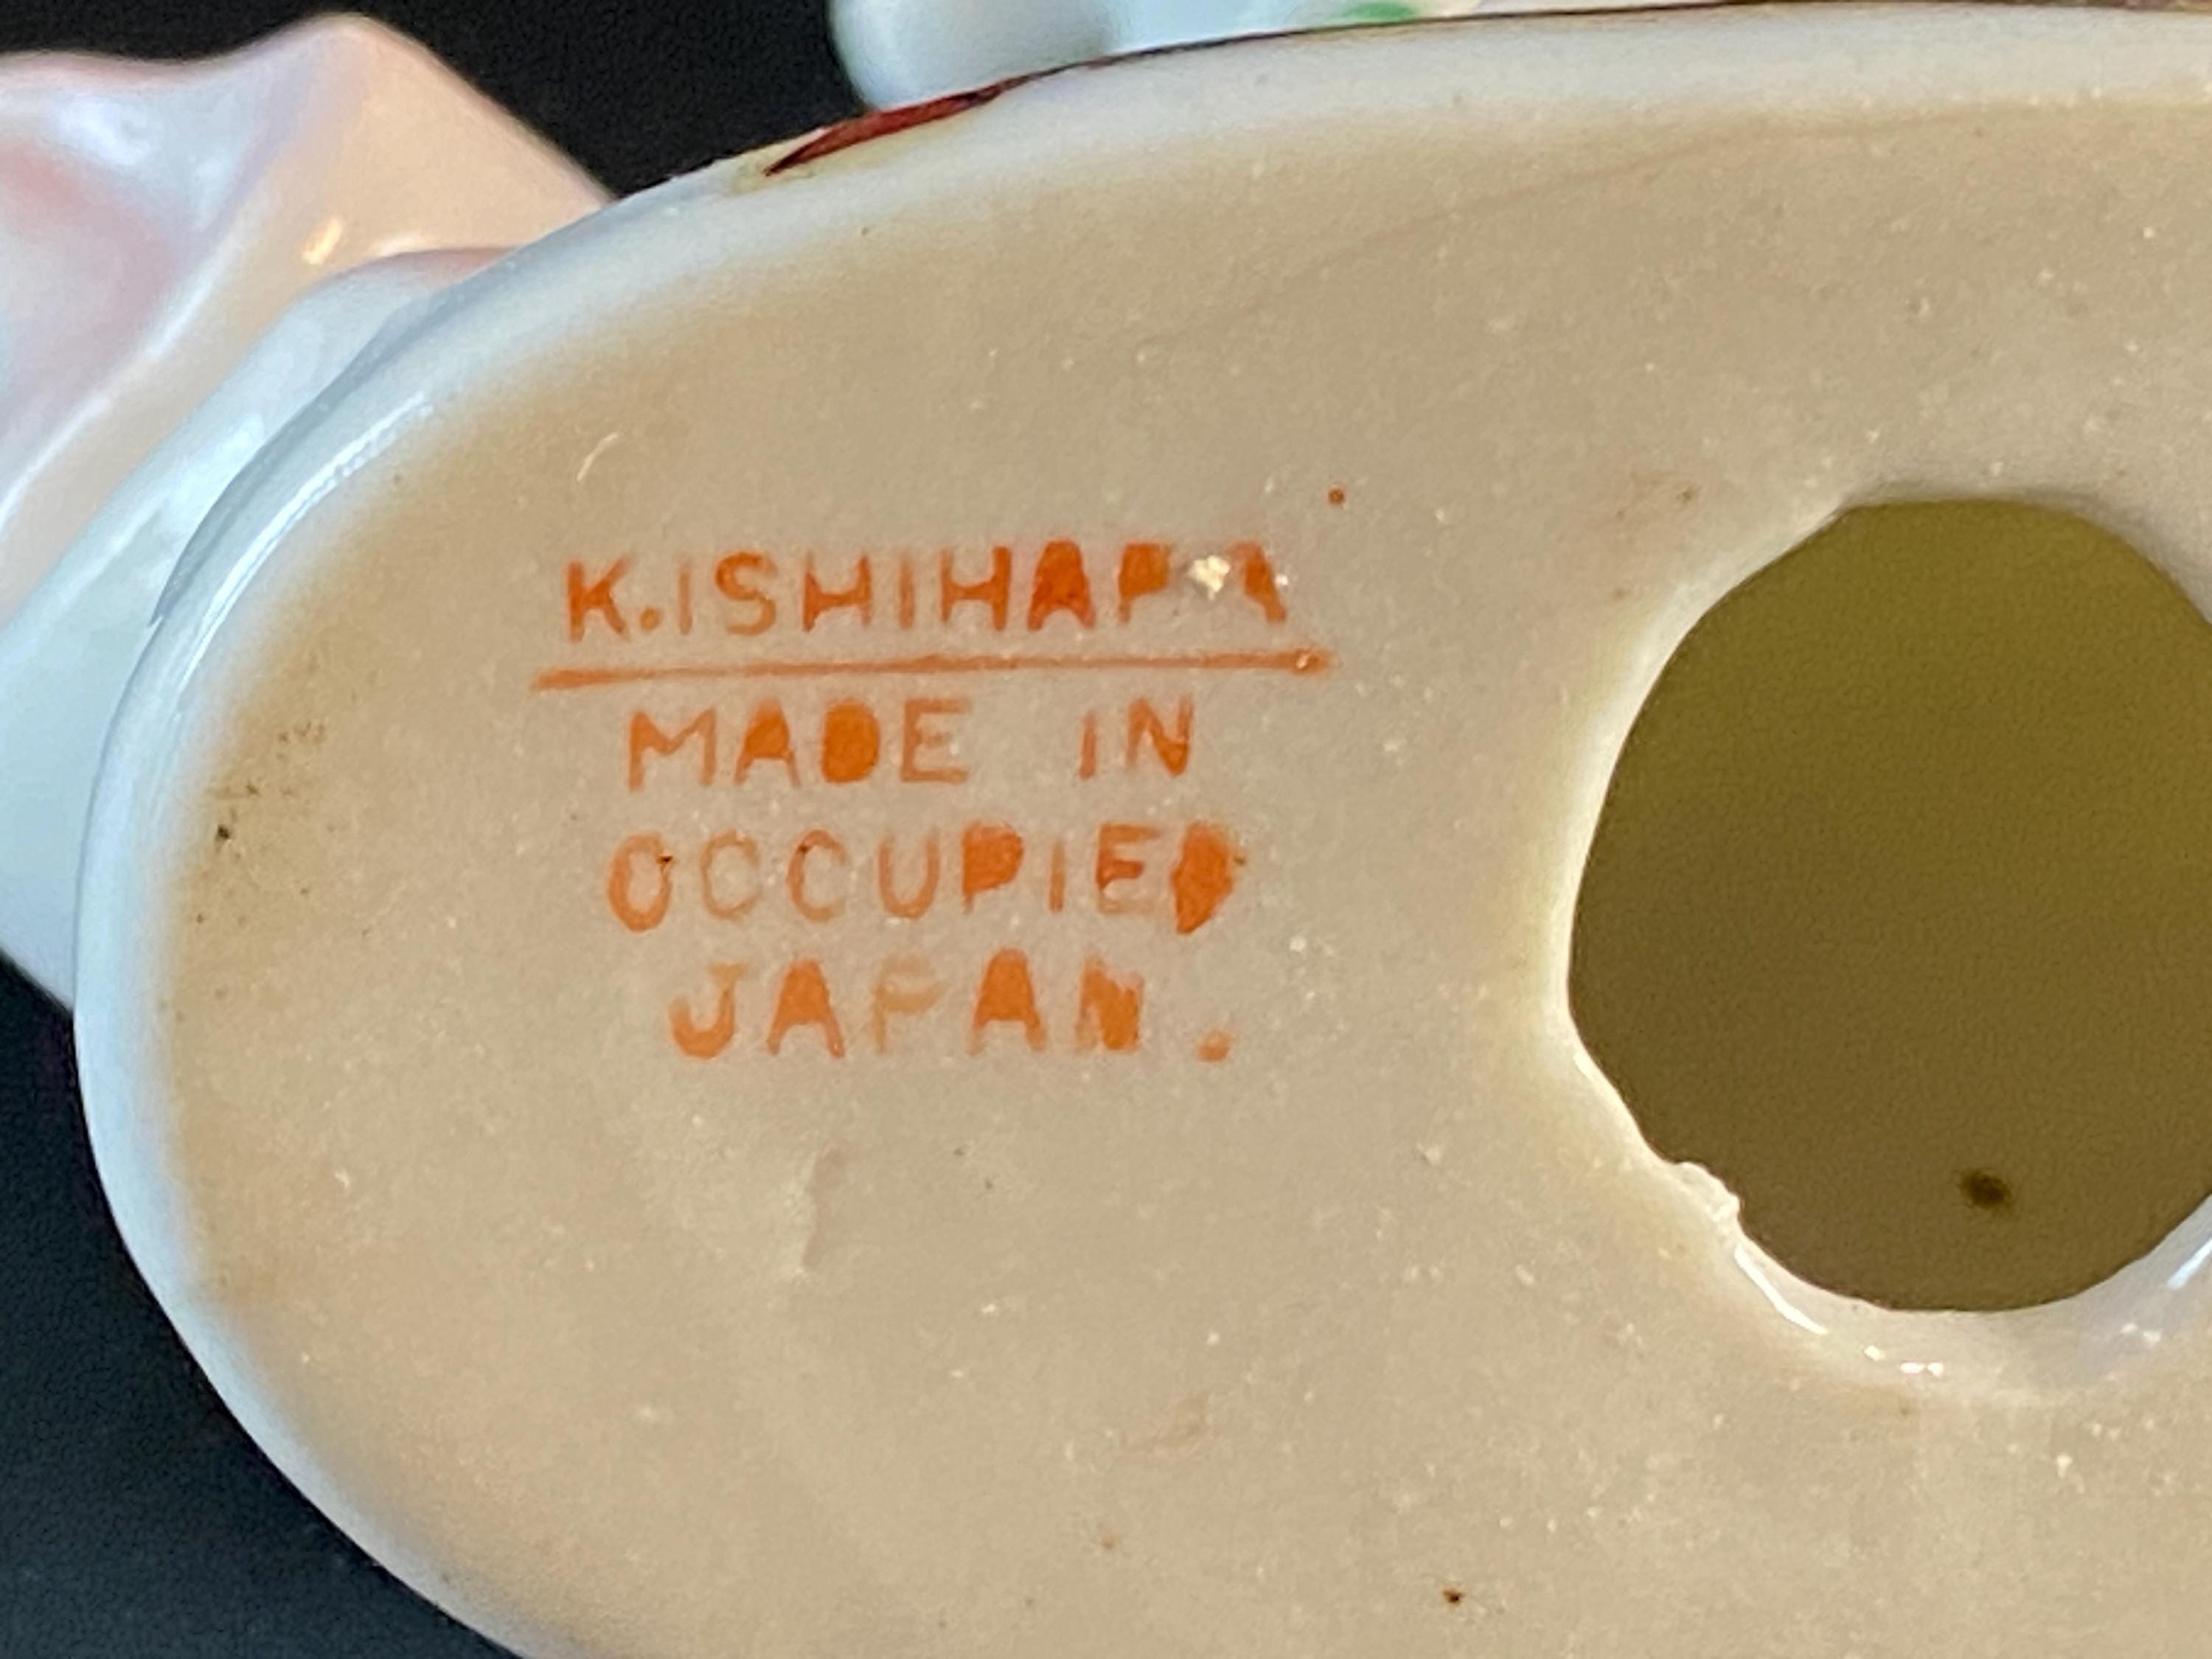 K.ISHIHARA
MADE IN
OCCUPIED
JAPAN.